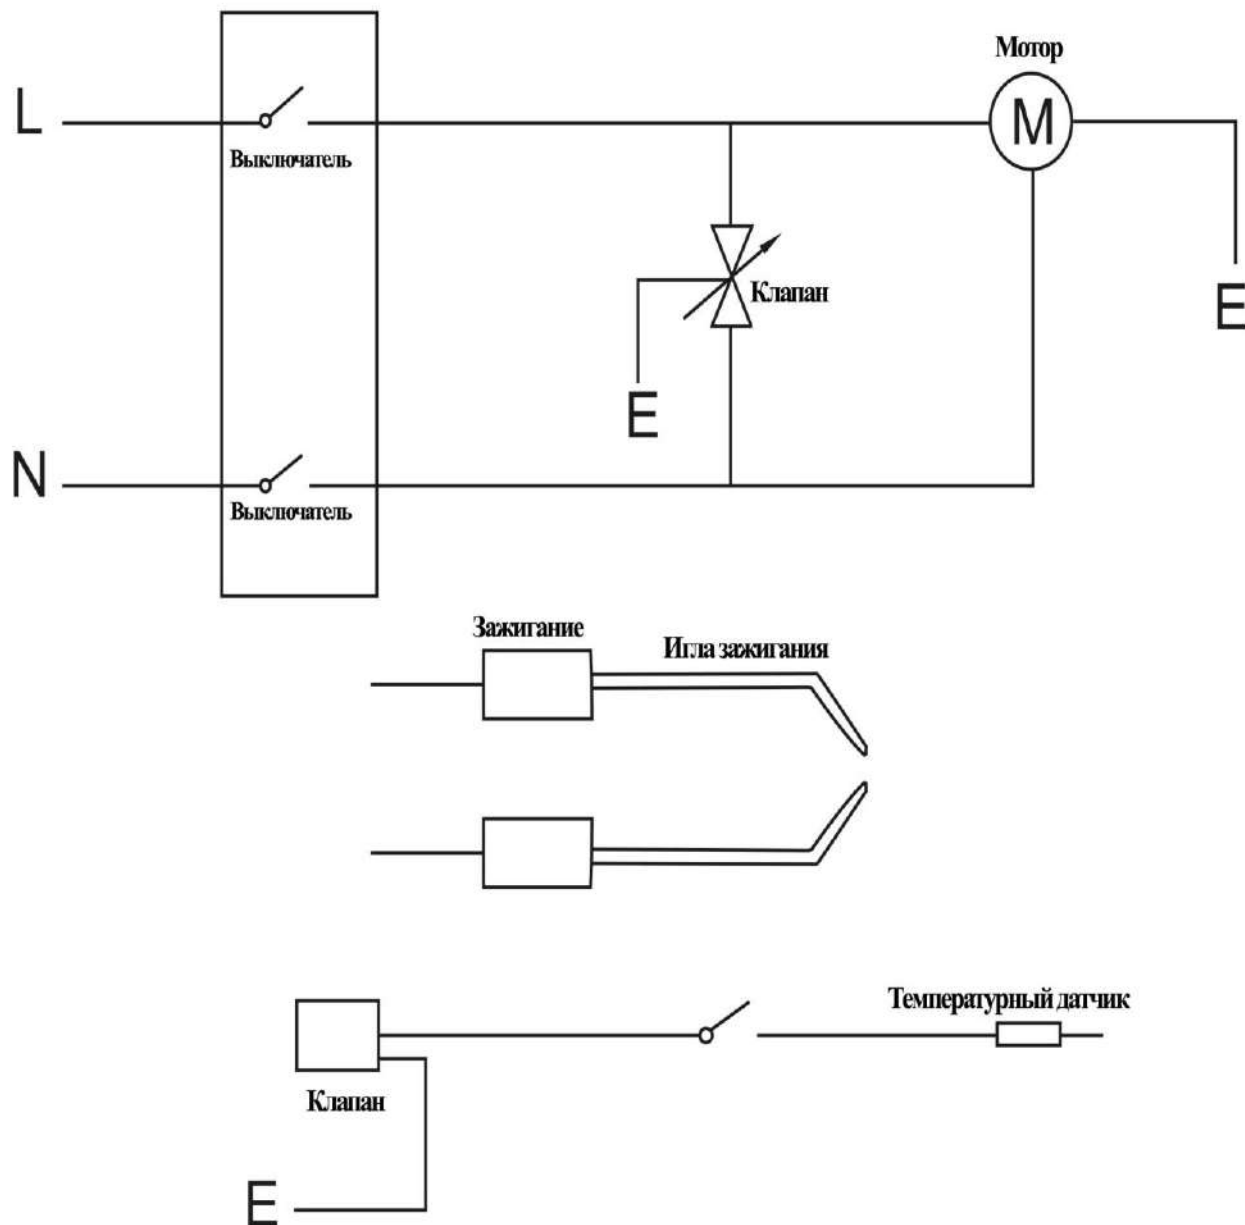 Мотор
L
M
Выключатель
Клапан
E
E
N
Выключатель
Зажигание
Игла зажигания
Температурный датчик
Клапан
E